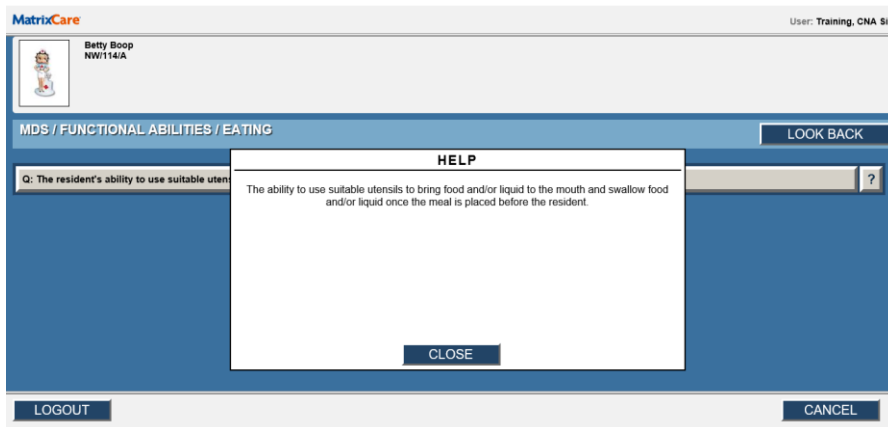 MatrixCare
User: Training, CNA Si
Betty Boop
NW/114/A
MDS / FUNCTIONAL ABILITIES / EATING
LOOK BACK
HELP
Q: The resident's ability to use suitable uten
?
The ability to use suitable utensils to bring food and/or liquid to the mouth and swallow food
and/or liquid once the meal is placed before the resident.
CLOSE
LOGOUT
CANCEL